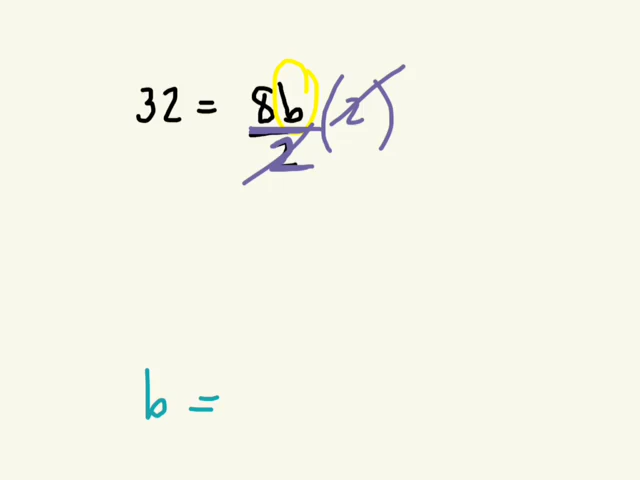 32 = 8b/2 (2)
b =